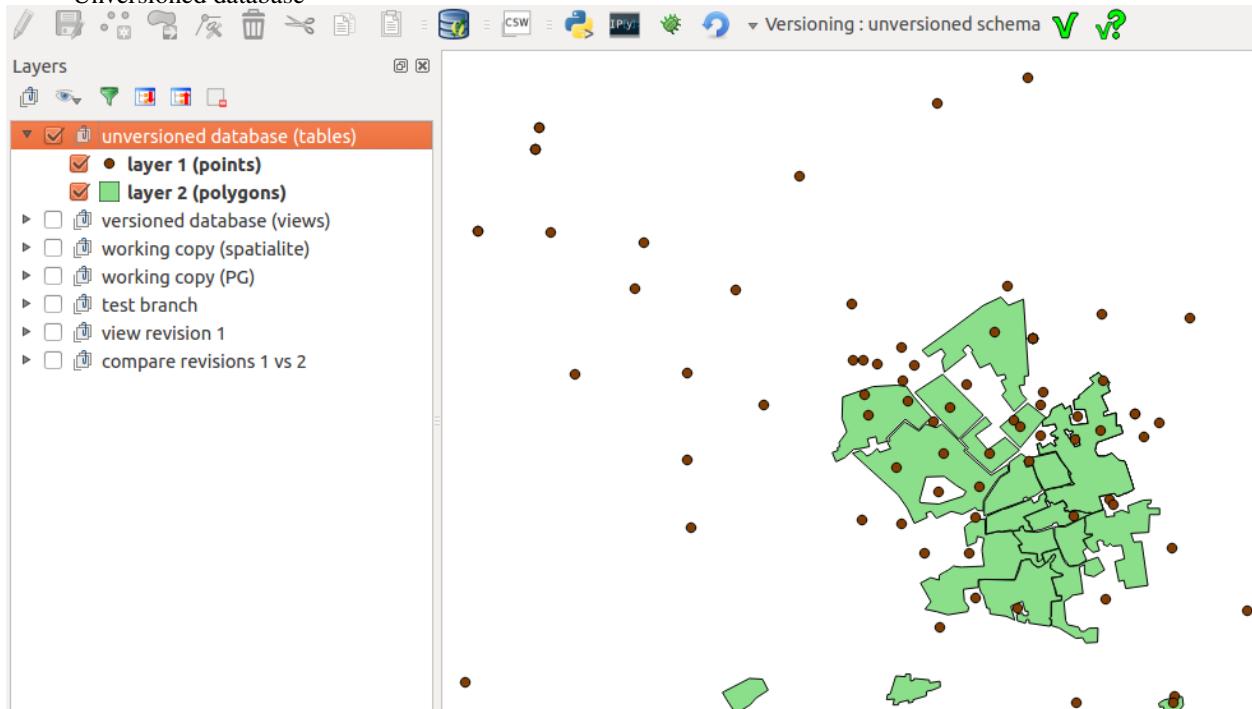 Unversioned database
CSW
IPy
Versioning : unversioned schema
Layers
unversioned database (tables)
layer 1 (points)
layer 2 (polygons)
versioned database (views)
working copy (spatialite)
working copy (PG)
test branch
view revision 1
compare revisions 1 vs 2